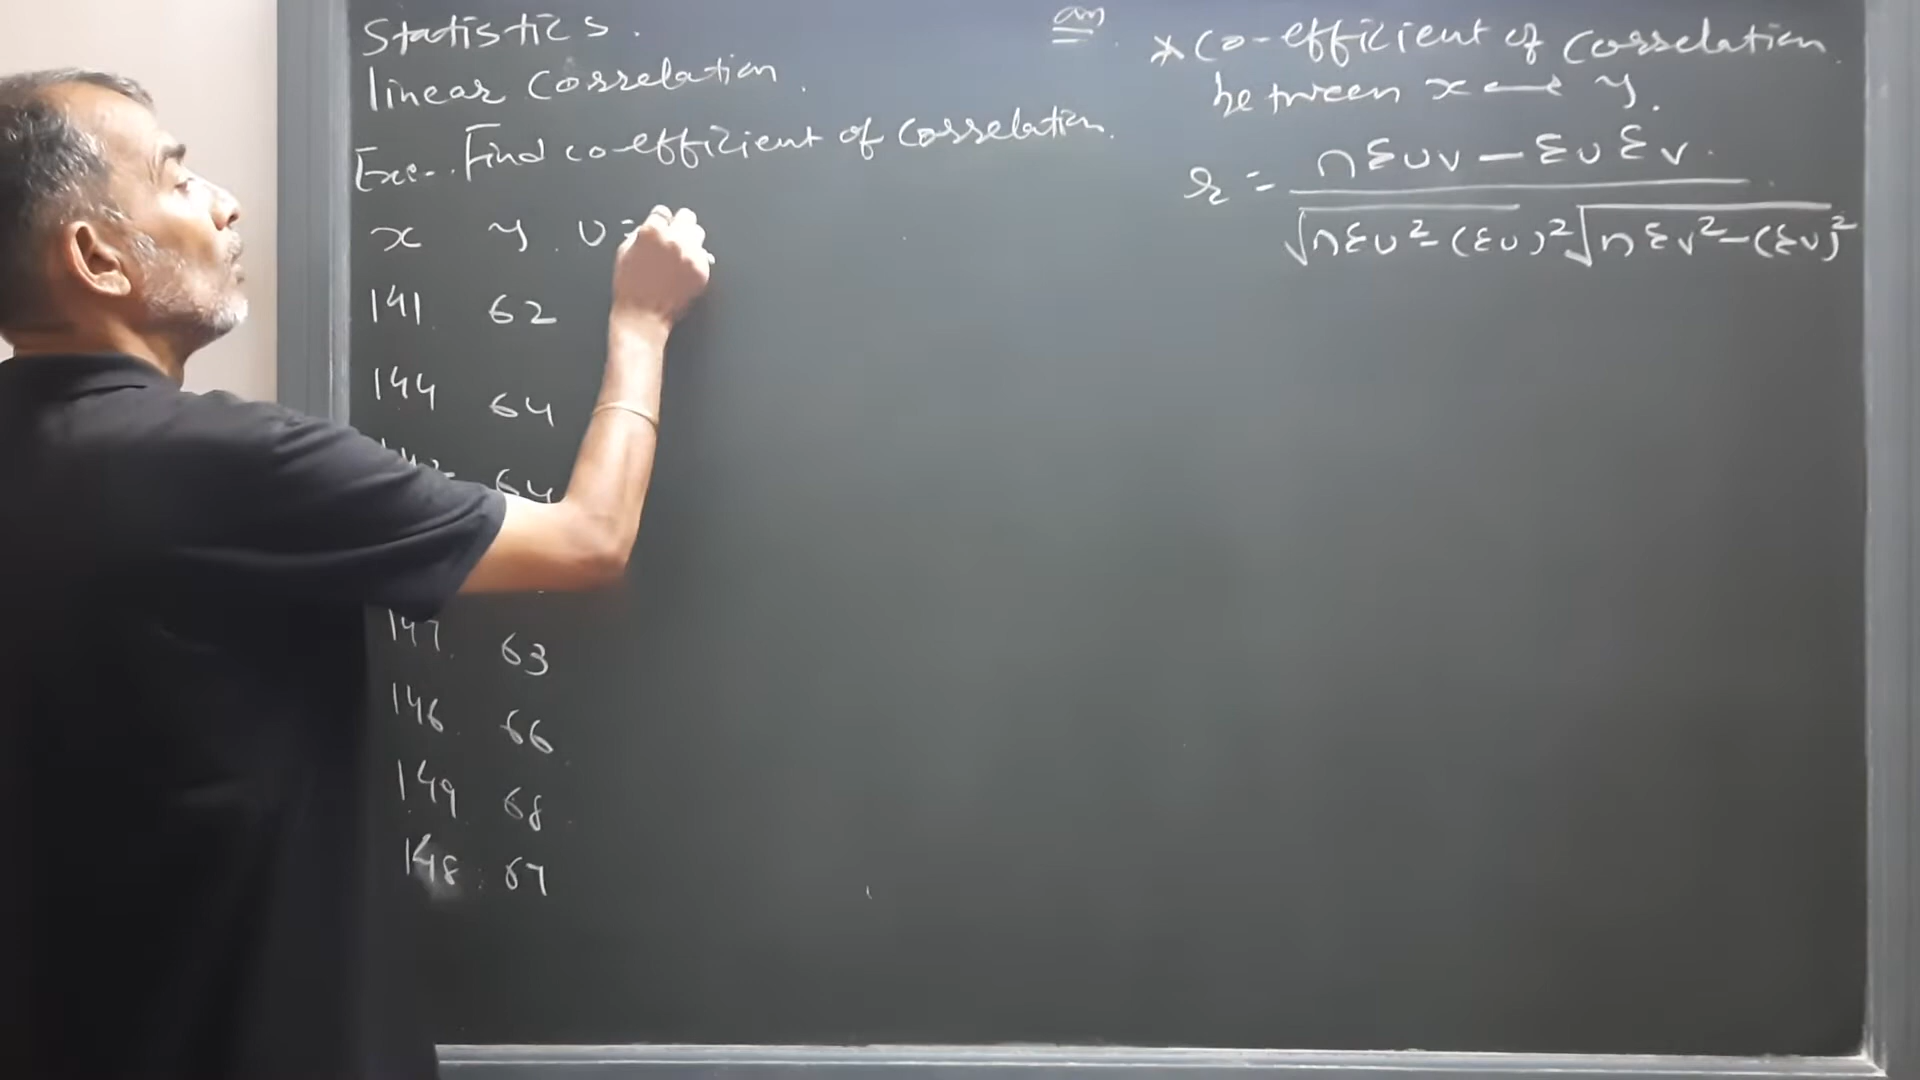 Statistics.
linear correlation.
Exe-. Find co-efficient of correlation.
x y . U =
141 62
144 64
64
147 63
146 66
149 68
148 67
* Co-efficient of correlation
between x ↔ y.
r = nΣUV - ΣUΣV / √nΣU² - (ΣU)² √nΣV² - (ΣV)²